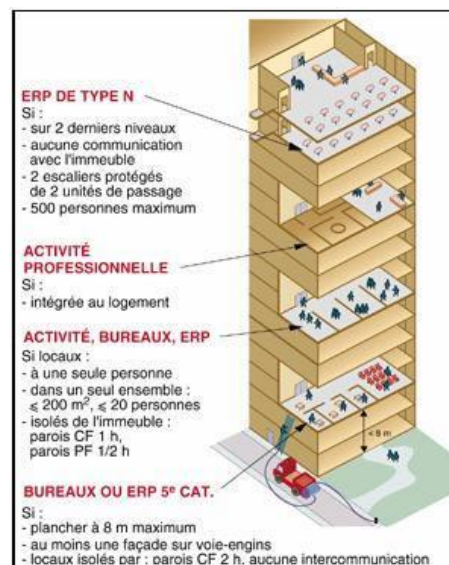 ERP DE TYPE N
Si :
- sur 2 derniers niveaux
- aucune communication
avec l'immeuble
- 2 escaliers protégés
de 2 unités de passage
- 500 personnes maximum
ACTIVITÉ
PROFESSIONNELLE
Si :
- intégrée au logement
ACTIVITÉ, BUREAUX, ERP
Si locaux :
- à une seule personne
- dans un seul ensemble :
⩽ 200 m², ⩽ 20 personnes
- isolés de l'immeuble :
parois CF 1 h,
parois PF 1/2 h
< 8 m
BUREAUX OU ERP 5e CAT.
Si :
- plancher à 8 m maximum
- au moins une façade sur voie-engins
- locaux isolés par : parois CF 2 h, aucune intercommunication